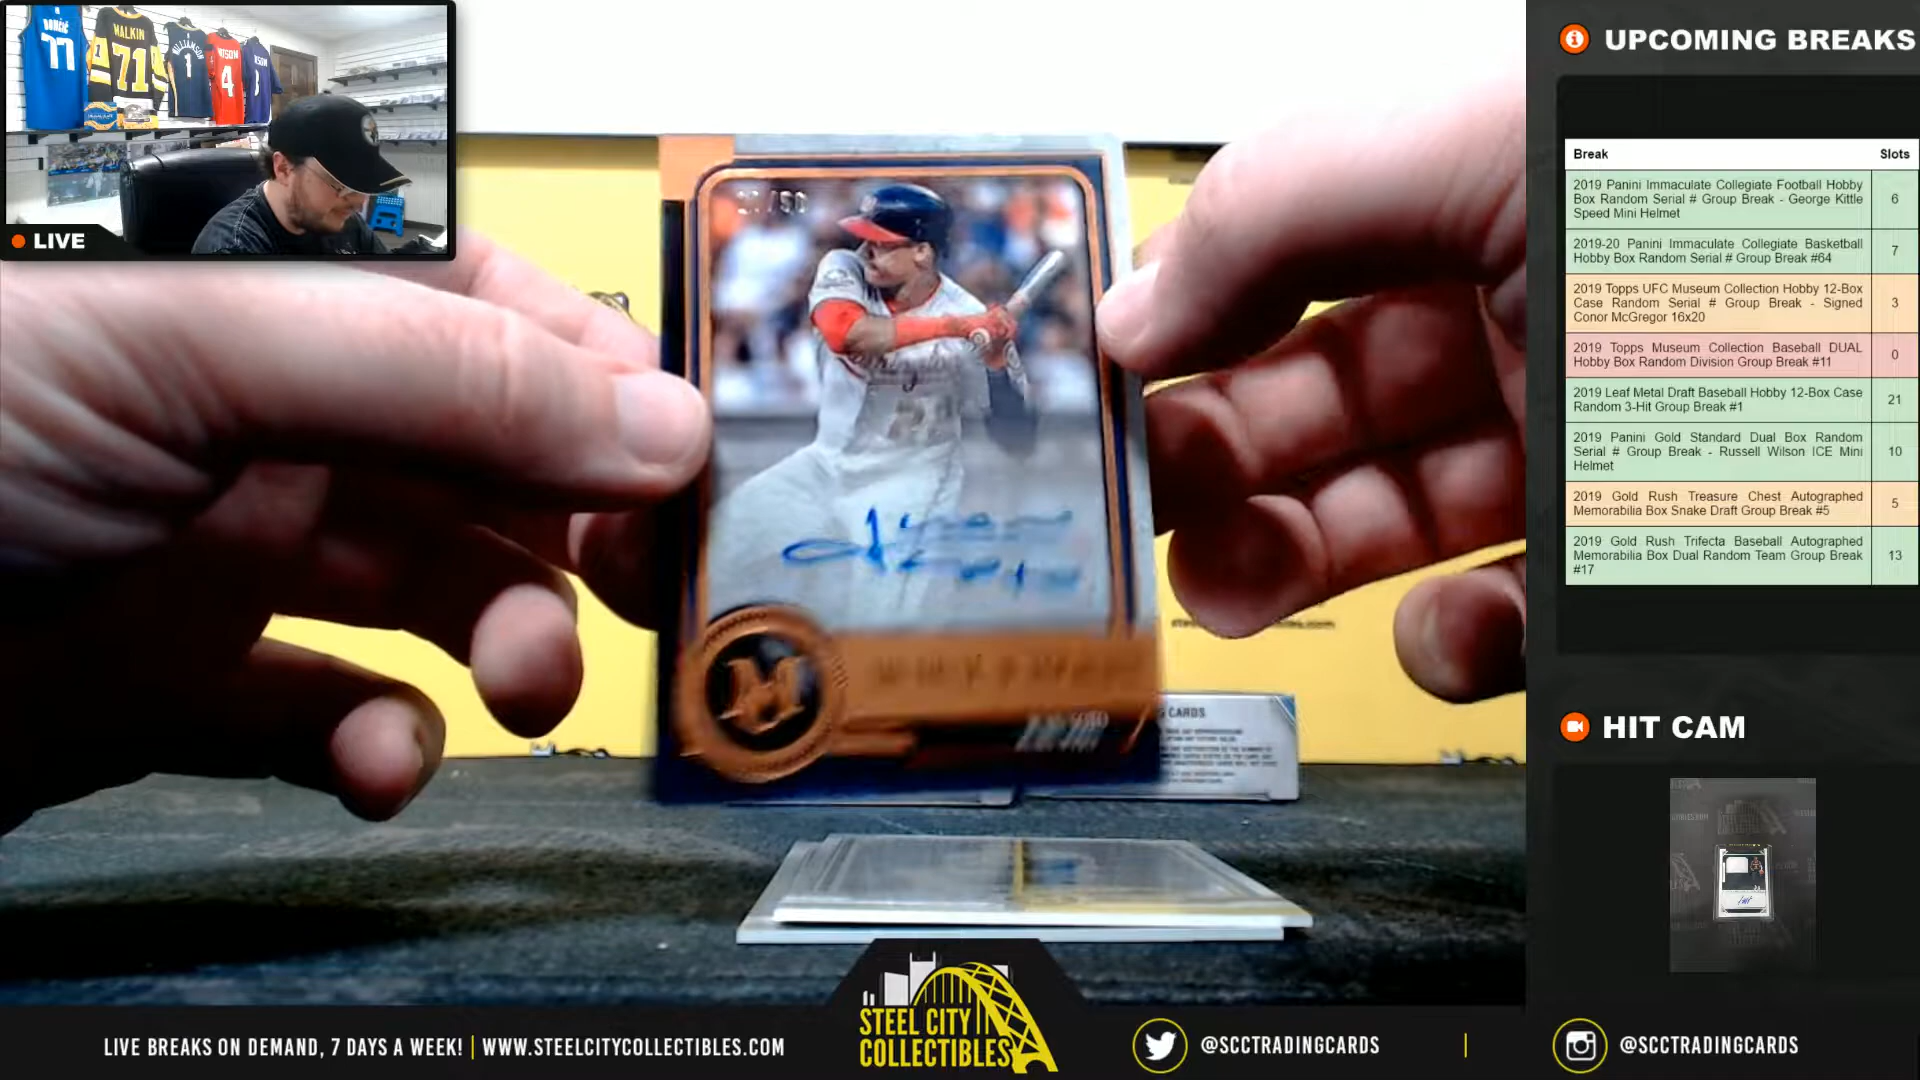 DONČIĆ
77
MALKIN
71
WILLIAMSON
1
4
LIVE
/50
M
G CARDS
UPCOMING BREAKS
Break Slots
2019 Panini Immaculate Collegiate Football Hobby
Box Random Serial # Group Break - George Kittle
Speed Mini Helmet
6
2019-20 Panini Immaculate Collegiate Basketball
Hobby Box Random Serial # Group Break #64
7
2019 Topps UFC Museum Collection Hobby 12-Box
Case Random Serial # Group Break - Signed
Conor McGregor 16x20
3
2019 Topps Museum Collection Baseball DUAL
Hobby Box Random Division Group Break #11
0
2019 Leaf Metal Draft Baseball Hobby 12-Box Case
Random 3-Hit Group Break #1
21
2019 Panini Gold Standard Dual Box Random
Serial # Group Break - Russell Wilson ICE Mini
Helmet
10
2019 Gold Rush Treasure Chest Autographed
Memorabilia Box Snake Draft Group Break #5
5
2019 Gold Rush Trifecta Baseball Autographed
Memorabilia Box Dual Random Team Group Break
#17
13
HIT CAM
LIVE BREAKS ON DEMAND, 7 DAYS A WEEK! | WWW.STEELCITYCOLLECTIBLES.COM
STEEL CITY
COLLECTIBLES
@SCCTRADINGCARDS
@SCCTRADINGCARDS